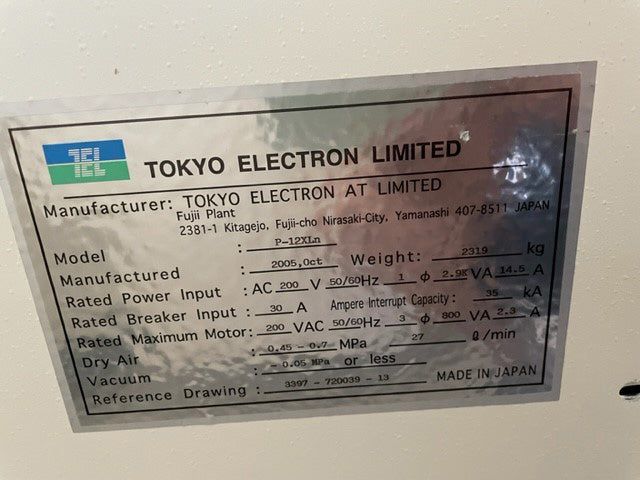 TEL TOKYO ELECTRON LIMITED
Manufacturer: TOKYO ELECTRON AT LIMITED
Fujii Plant
2381-1 Kitagejo, Fujii-cho Nirasaki-City, Yamanashi 407-8511 JAPAN
Model : P-12XLn Weight: 2319 kg
Manufactured : 2005,Oct
Rated Power Input : AC 200 V 50/60Hz 1 ϕ 2.9K VA 14.5 A
Rated Breaker Input : 30 A Ampere Interrupt Capacity : 35 kA
Rated Maximum Motor: 200 VAC 50/60Hz 3 ϕ 800 VA 2.3 A
Dry Air : 0.45 - 0.7 MPa 27 ℓ/min
Vacuum : - 0.05 MPa or less
Reference Drawing : 3397 - 720039 - 13 MADE IN JAPAN